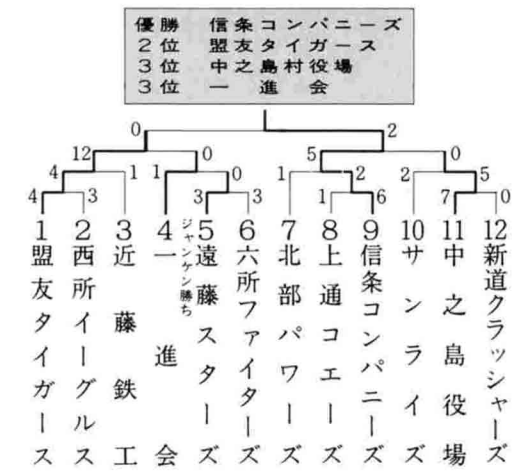 優勝 信条コンパニーズ
2位 盟友タイガース
3位 中之島村役場
3位 一進会
0 2
12 0 5 0
4 1 1 0 1 2 2 5
4 3 3 3 1 6 7 0
1 盟友タイガース
2 西所イーグルス
3 近藤鉄工
4 一進会
ジャンケン勝ち
5 遠藤スターズ
6 六所ファイターズ
7 北部パワーズ
8 上通コエーズ
9 信条コンパニーズ
10 サンライズ
11 中之島役場
12 新道クラッシャーズ